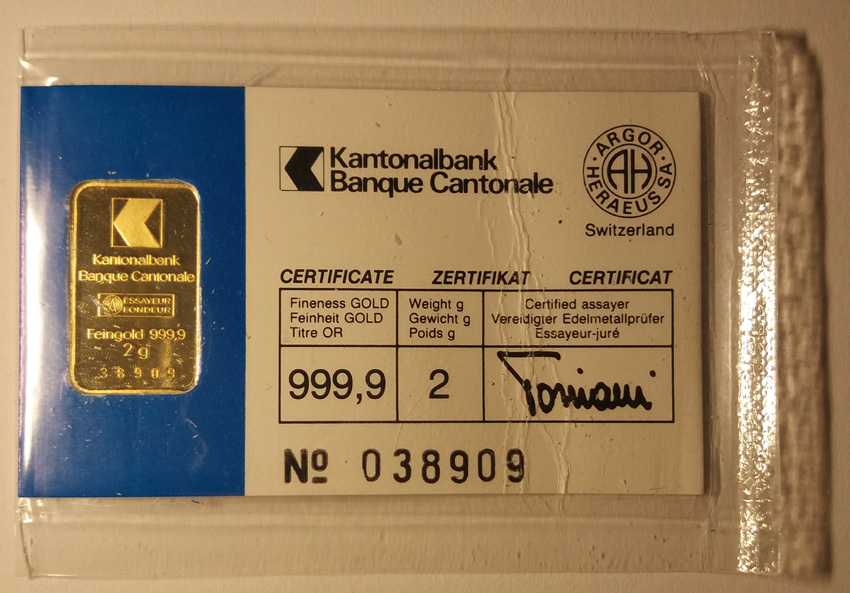 Kantonalbank
Banque Cantonale
ESSAYEUR
FONDEUR
Feingold 999,9
2 g
38909
Kantonalbank
Banque Cantonale
ARGOR-HERAEUS SA
AH
Switzerland
CERTIFICATE ZERTIFIKAT CERTIFICAT
Fineness GOLD
Feinheit GOLD
Titre OR
Weight g
Gewicht g
Poids g
Certified assayer
Vereidigter Edelmetallprüfer
Essayeur-juré
999,9 2 Tomiani
Nº 038909